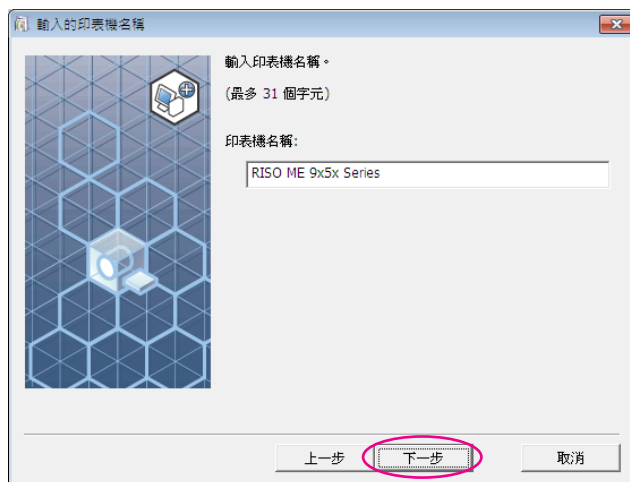 輸入的印表機名稱
輸入印表機名稱。
(最多 31 個字元)
印表機名稱:
RISO ME 9x5x Series
上一步
下一步
取消